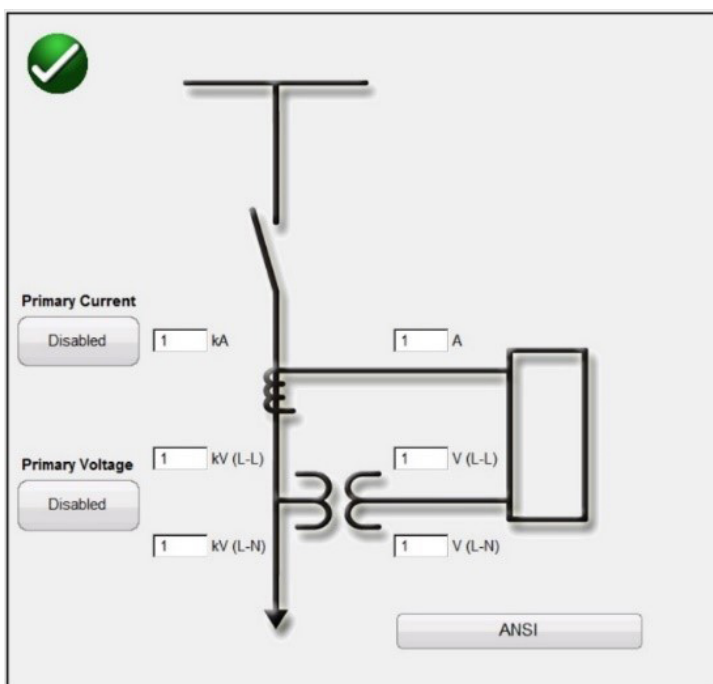 Primary Current
Disabled
1 kA
1 A
1 kV (L-L)
1 V (L-L)
Primary Voltage
Disabled
1 kV (L-N)
1 V (L-N)
ANSI